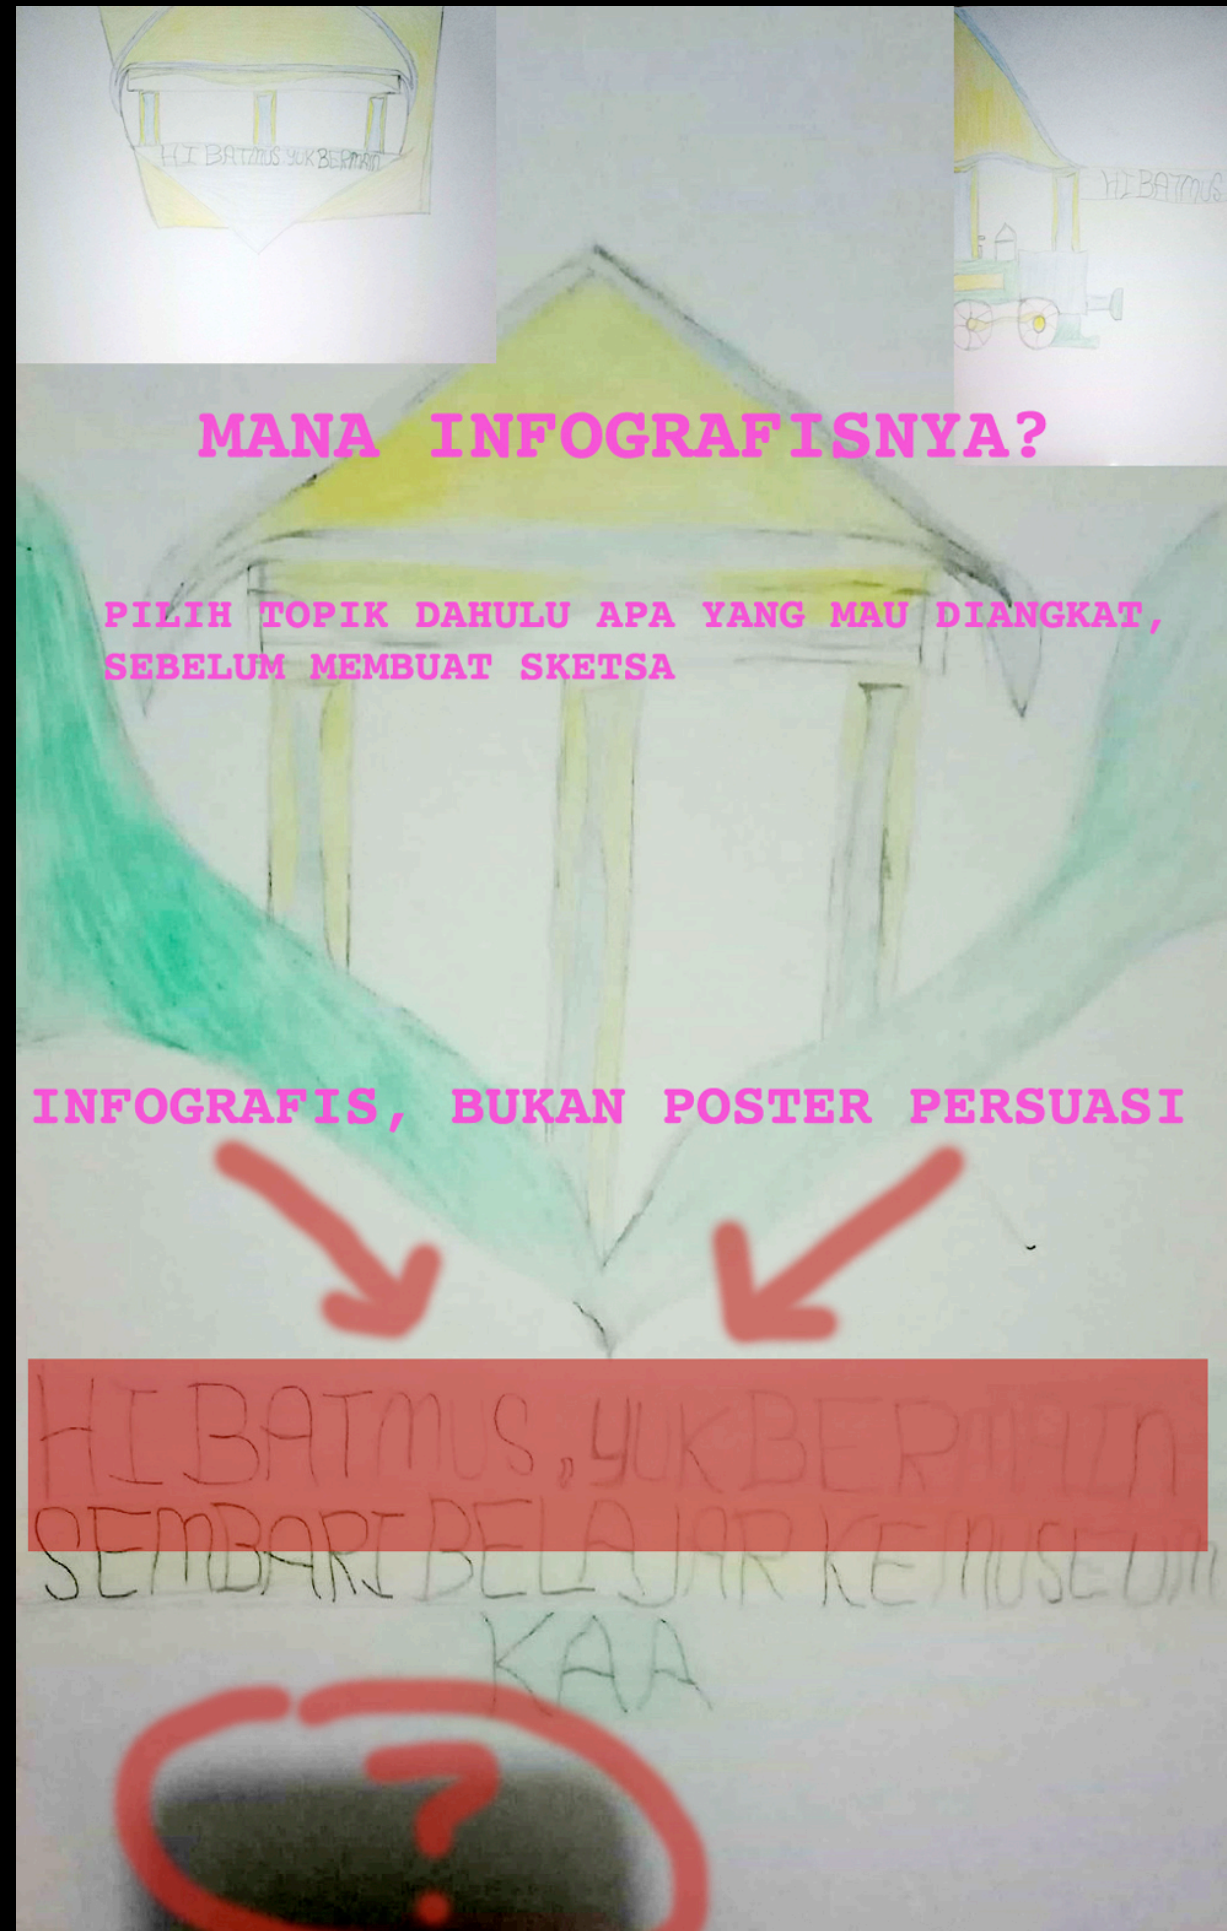 HI BATMUS YUK BERMAIN
HI BATMUS
MANA INFOGRAFISNYA?
PILIH TOPIK DAHULU APA YANG MAU DIANGKAT,
SEBELUM MEMBUAT SKETSA
INFOGRAFIS, BUKAN POSTER PERSUASI
HI BATMUS, YUK BERMAIN
SEMBARI BELAJAR KE MUSEUM
KAA
?